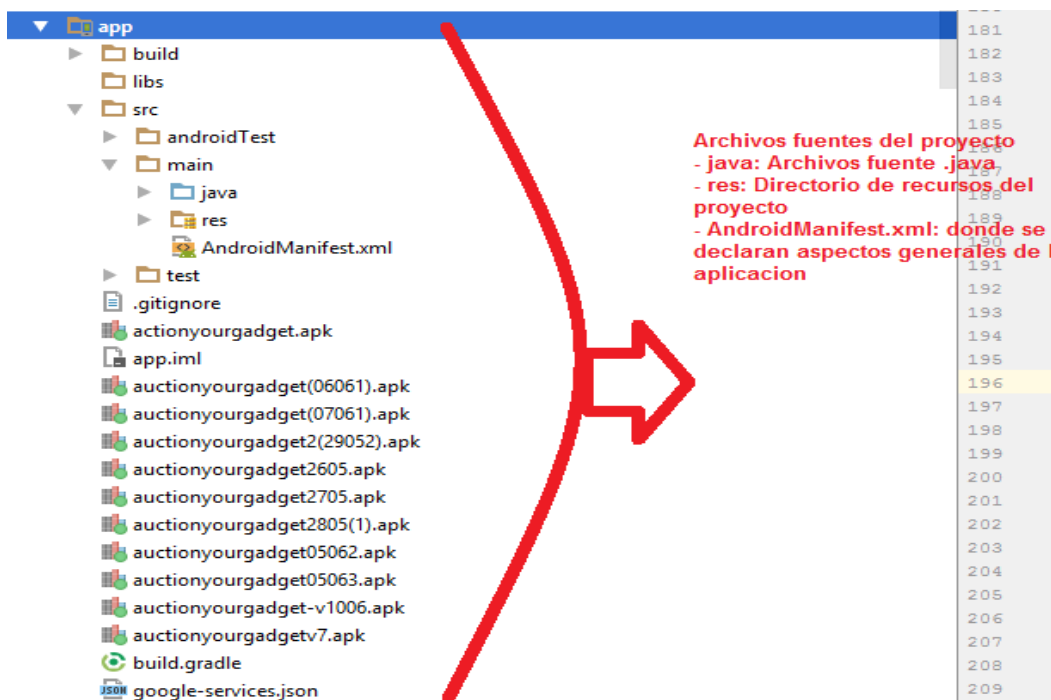 app
build
libs
src
androidTest
main
java
res
AndroidManifest.xml
test
.gitignore
actionyourgadget.apk
app.iml
auctionyourgadget(06061).apk
auctionyourgadget(07061).apk
auctionyourgadget2(29052).apk
auctionyourgadget2605.apk
auctionyourgadget2705.apk
auctionyourgadget2805(1).apk
auctionyourgadget05062.apk
auctionyourgadget05063.apk
auctionyourgadget-v1006.apk
auctionyourgadgetv7.apk
build.gradle
JSON google-services.json
Archivos fuentes del proyecto
- java: Archivos fuente .java
- res: Directorio de recursos del
proyecto
- AndroidManifest.xml: donde se
declaran aspectos generales de l
aplicacion
181
182
183
184
185
186
187
188
189
190
191
192
193
194
195
196
197
198
199
200
201
202
203
204
205
206
207
208
209